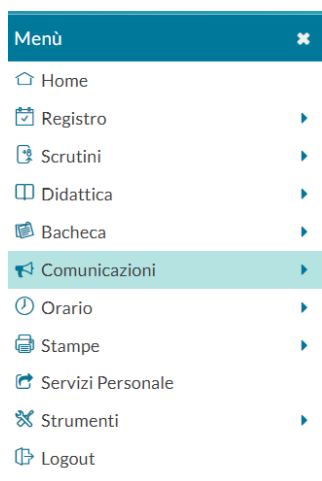 Menù
Home
Registro
Scrutini
Didattica
Bacheca
Comunicazioni
Orario
Stampe
Servizi Personale
Strumenti
Logout